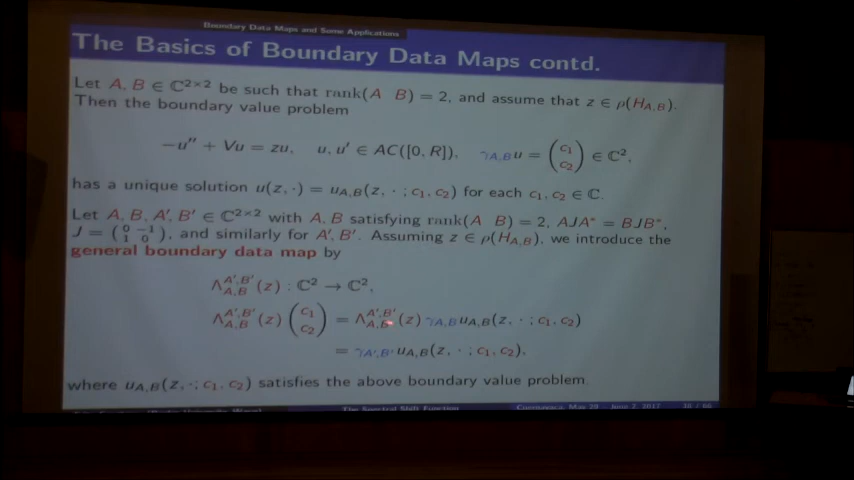 Boundary Data Maps and Some Applications
The Basics of Boundary Data Maps contd.
Let A, B ∈ ℂ^{2×2} be such that rank(A B) = 2, and assume that z ∈ ρ(H_{A,B}).
Then the boundary value problem
−u″ + Vu = zu, u, u′ ∈ AC([0, R]), γ_{A,B}u = (c₁ c₂) ∈ ℂ²,
has a unique solution u(z, ·) = u_{A,B}(z, · ; c₁, c₂) for each c₁, c₂ ∈ ℂ.
Let A, B, A′, B′ ∈ ℂ^{2×2} with A, B satisfying rank(A B) = 2, AJA* = BJB*,
J = (0 −1 1 0), and similarly for A′, B′. Assuming z ∈ ρ(H_{A,B}), we introduce the
general boundary data map by
Λ_{A,B}^{A′,B′}(z) : ℂ² → ℂ²,
Λ_{A,B}^{A′,B′}(z) (c₁ c₂) = Λ_{A,B}^{A′,B′}(z) γ_{A,B}u_{A,B}(z, · ; c₁, c₂)
= γ_{A′,B′}u_{A,B}(z, · ; c₁, c₂),
where u_{A,B}(z, · ; c₁, c₂) satisfies the above boundary value problem.
The Spectral Shift Function
2017